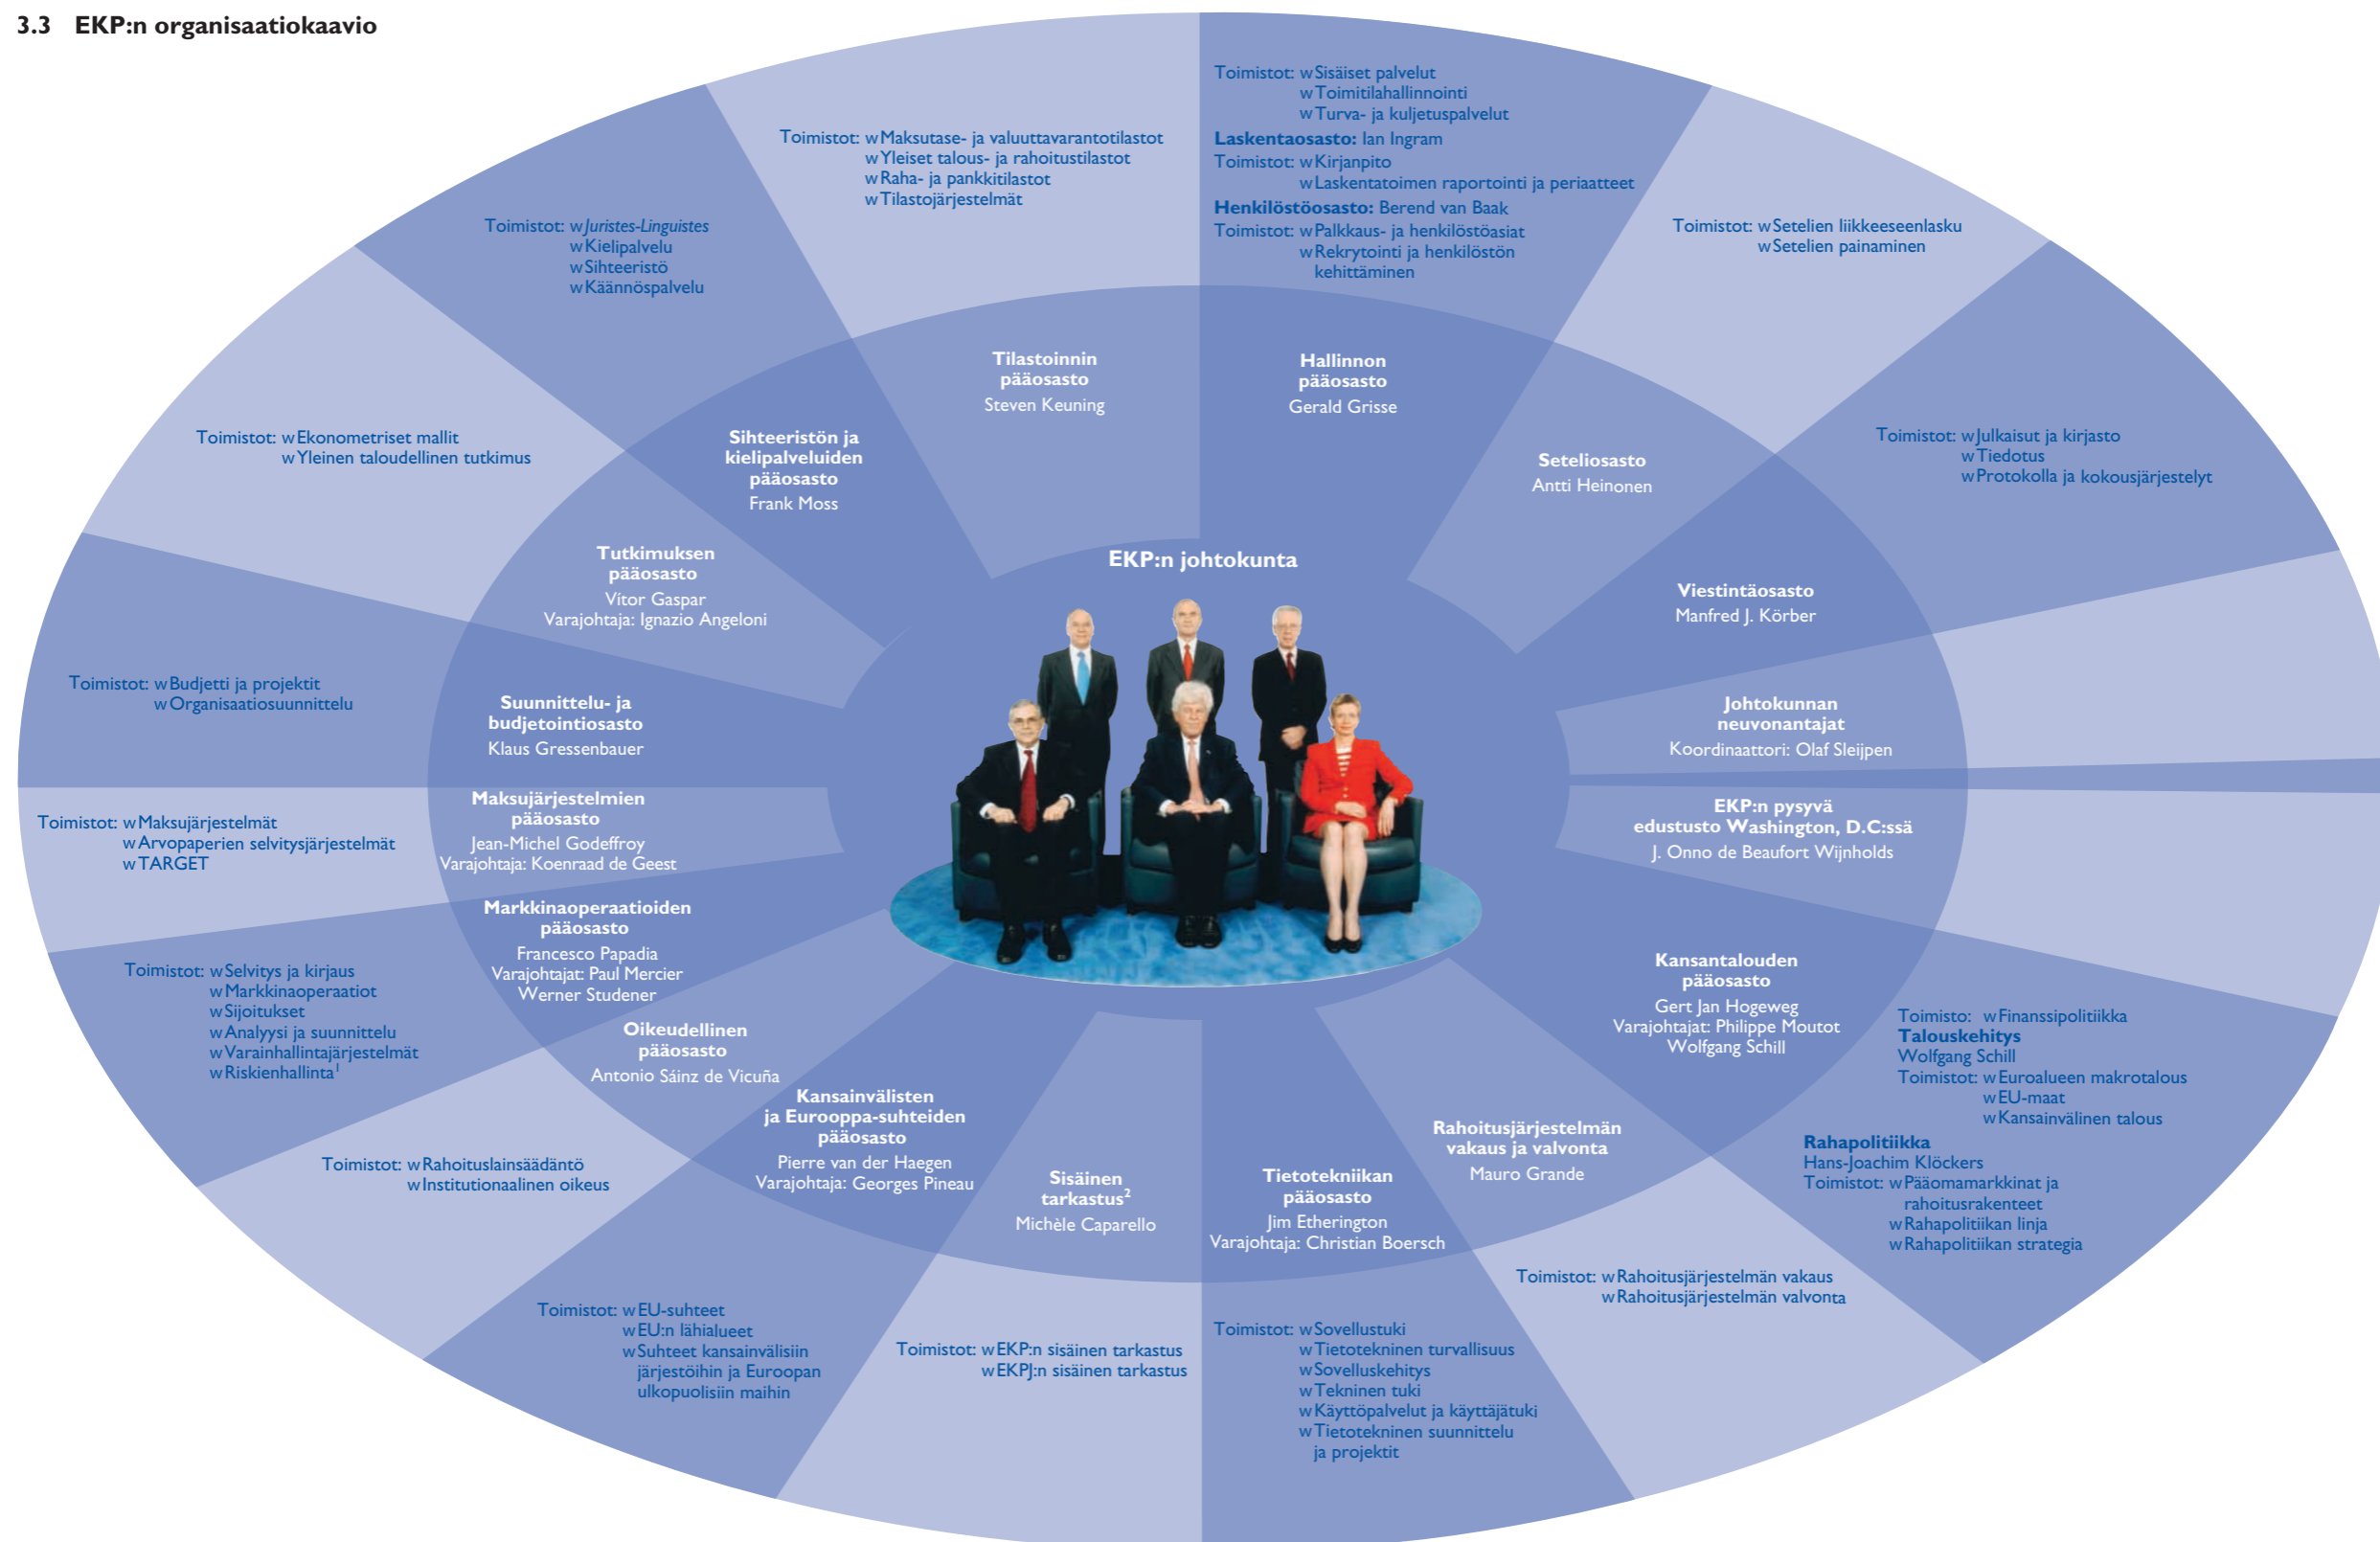 3.3 EKP:n organisaatiokaavio
Toimistot: w Sisäiset palvelut
w Toimitilahallinnointi
w Turva- ja kuljetuspalvelut
Laskentaosasto: Ian Ingram
Toimistot: w Kirjanpito
w Laskentatoimen raportointi ja periaatteet
Henkilöstöosasto: Berend van Baak
Toimistot: w Palkkaus- ja henkilöstöasiat
w Rekrytointi ja henkilöstön
kehittäminen
Hallinnon
pääosasto
Gerald Grisse
Toimistot: w Setelien liikkeeseenlasku
w Setelien painaminen
Seteliosasto
Antti Heinonen
Toimistot: w Julkaisut ja kirjasto
w Tiedotus
w Protokolla ja kokousjärjestelyt
Viestintäosasto
Manfred J. Körber
Johtokunnan
neuvonantajat
Koordinaattori: Olaf Sleijpen
EKP:n pysyvä
edustusto Washington, D.C:ssä
J. Onno de Beaufort Wijnholds
Kansantalouden
pääosasto
Gert Jan Hogeweg
Varajohtajat: Philippe Moutot
Wolfgang Schill
Toimisto: w Finanssipolitiikka
Talouskehitys
Wolfgang Schill
Toimistot: w Euroalueen makrotalous
w EU-maat
w Kansainvälinen talous
Rahapolitiikka
Hans-Joachim Klöckers
Toimistot: w Pääomamarkkinat ja
rahoitusrakenteet
w Rahapolitiikan linja
w Rahapolitiikan strategia
Rahoitusjärjestelmän
vakaus ja valvonta
Mauro Grande
Toimistot: w Rahoitusjärjestelmän vakaus
w Rahoitusjärjestelmän valvonta
Tietotekniikan
pääosasto
Jim Etherington
Varajohtaja: Christian Boersch
Toimistot: w Sovellustuki
w Tietotekninen turvallisuus
w Sovelluskehitys
w Tekninen tuki
w Käyttöpalvelut ja käyttäjätuki
w Tietotekninen suunnittelu
ja projektit
Sisäinen
tarkastus²
Michèle Caparello
Toimistot: w EKP:n sisäinen tarkastus
w EKPJ:n sisäinen tarkastus
Kansainvälisten
ja Eurooppa-suhteiden
pääosasto
Pierre van der Haegen
Varajohtaja: Georges Pineau
Toimistot: w EU-suhteet
w EU:n lähialueet
w Suhteet kansainvälisiin
järjestöihin ja Euroopan
ulkopuolisiin maihin
Oikeudellinen
pääosasto
Antonio Sáinz de Vicuña
Toimistot: w Rahoituslainsäädäntö
w Institutionaalinen oikeus
Markkinaoperaatioiden
pääosasto
Francesco Papadia
Varajohtajat: Paul Mercier
Werner Studener
Toimistot: w Selvitys ja kirjaus
w Markkinaoperaatiot
w Sijoitukset
w Analyysi ja suunnittelu
w Varainhallintajärjestelmät
w Riskienhallinta¹
Maksujärjestelmien
pääosasto
Jean-Michel Godeffroy
Varajohtaja: Koenraad de Geest
Toimistot: w Maksujärjestelmät
w Arvopaperien selvitysjärjestelmät
w TARGET
Suunnittelu- ja
budjetointiosasto
Klaus Gressenbauer
Toimistot: w Budjetti ja projektit
w Organisaatiosuunnittelu
Tutkimuksen
pääosasto
Vítor Gaspar
Varajohtaja: Ignazio Angeloni
Toimistot: w Ekonometriset mallit
w Yleinen taloudellinen tutkimus
Sihteeristön ja
kielipalveluiden
pääosasto
Frank Moss
Toimistot: w Juristes-Linguistes
w Kielipalvelu
w Sihteeristö
w Käännöspalvelu
Tilastoinnin
pääosasto
Steven Keuning
Toimistot: w Maksutase- ja valuuttavarantotilastot
w Yleiset talous- ja rahoitustilastot
w Raha- ja pankkitilastot
w Tilastojärjestelmät
EKP:n johtokunta